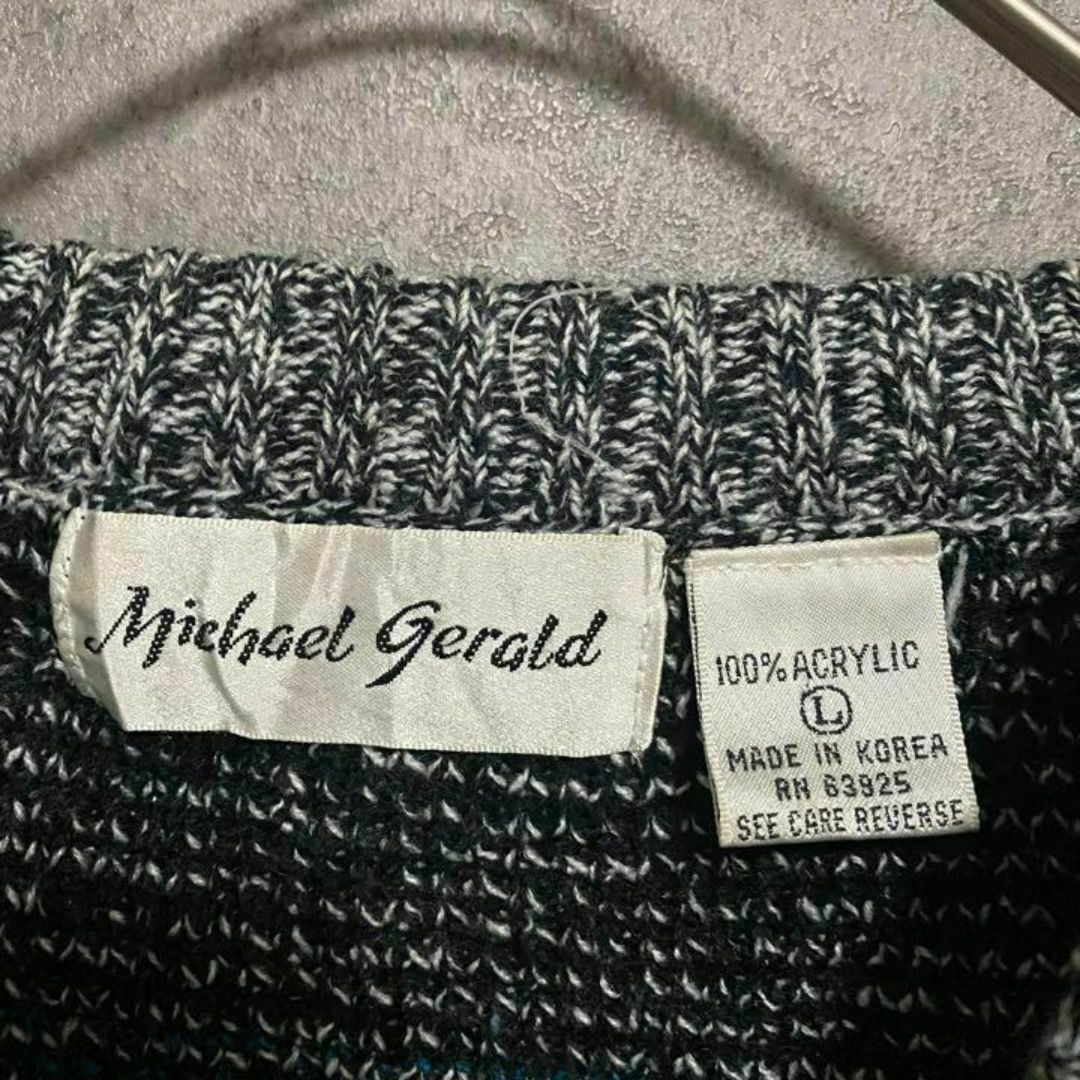 Michael Gerald
100% ACRYLIC
L
MADE IN KOREA
RN 63925
SEE CARE REVERSE